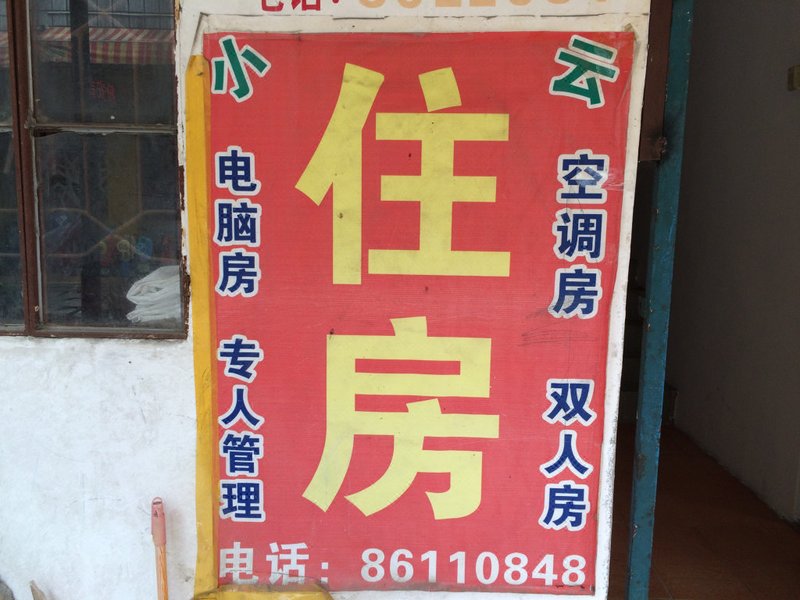 小云
住房
电脑房 专人管理
空调房 双人房
电话：86110848